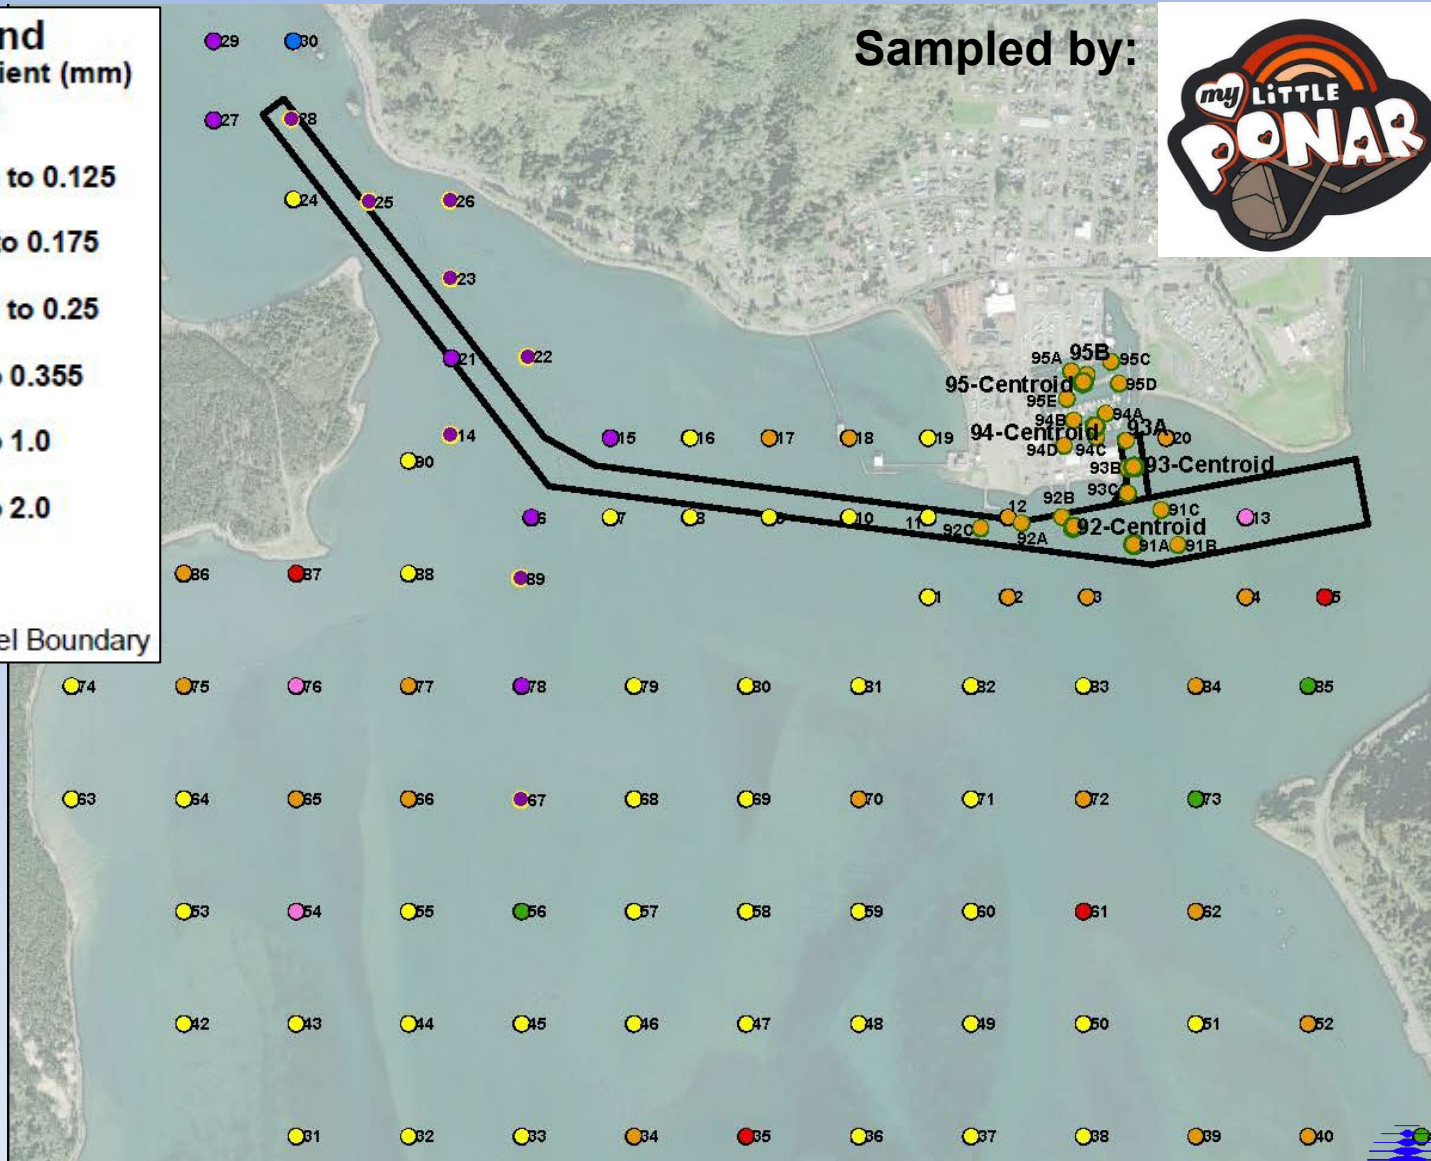 nd
ient (mm)
to 0.125
to 0.175
to 0.25
0.355
1.0
2.0
el Boundary
Sampled by:
my LiTTLE
PONAR
29 30
27 28
24 25 26
23
21 22
14
90
15 16 17 18 19
20
6 7 8 9 10 11 12 13
95A 95B 95C
95-Centroid 95D
95E
94B 94A
94-Centroid 93A
94D 94C
93B 93-Centroid
93C
92B 91C
92C 92A 92-Centroid
91A 91B
86 87 88 89
1 2 3 4 5
74 75 76 77 78 79 80 81 82 83 84 85
63 64 65 66 67 68 69 70 71 72 73
53 54 55 56 57 58 59 60 61 62
42 43 44 45 46 47 48 49 50 51 52
31 32 33 34 35 36 37 38 39 40